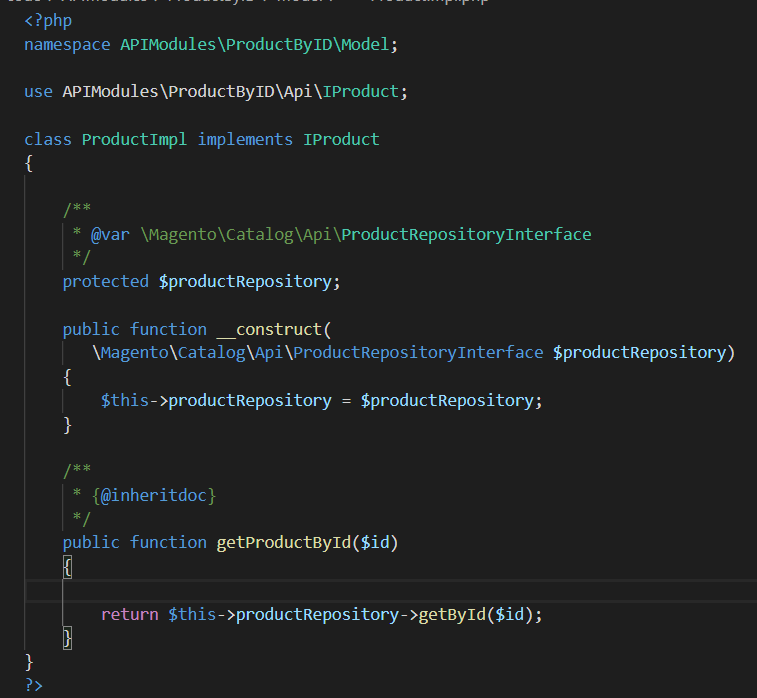 <?php
namespace APIModules\ProductByID\Model;
use APIModules\ProductByID\Api\IProduct;
class ProductImpl implements IProduct
{
/**
* @var \Magento\Catalog\Api\ProductRepositoryInterface
*/
protected $productRepository;
public function __construct(
\Magento\Catalog\Api\ProductRepositoryInterface $productRepository)
{
$this->productRepository = $productRepository;
}
/**
* {@inheritdoc}
*/
public function getProductById($id)
{
return $this->productRepository->getById($id);
}
}
?>